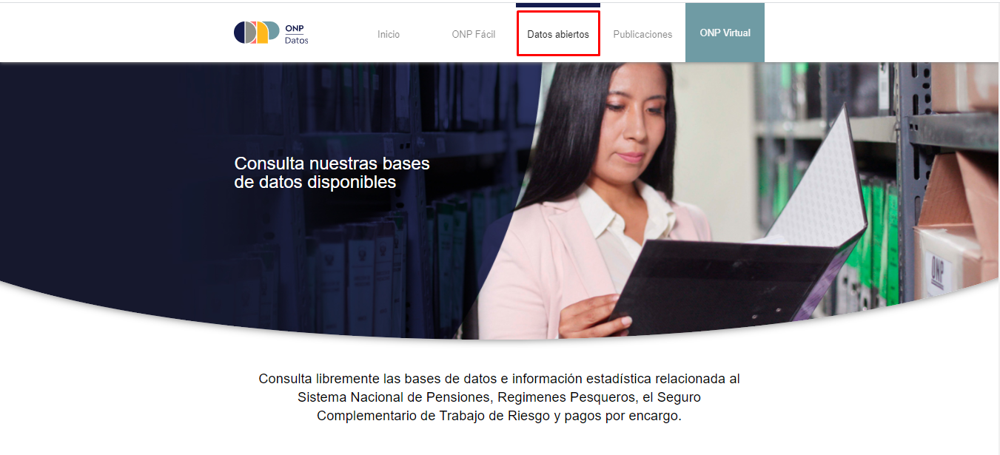 ONP
Datos
Inicio
ONP Fácil
Datos abiertos
Publicaciones
ONP Virtual
Consulta nuestras bases
de datos disponibles
ONP
Consulta libremente las bases de datos e información estadística relacionada al
Sistema Nacional de Pensiones, Regimenes Pesqueros, el Seguro
Complementario de Trabajo de Riesgo y pagos por encargo.